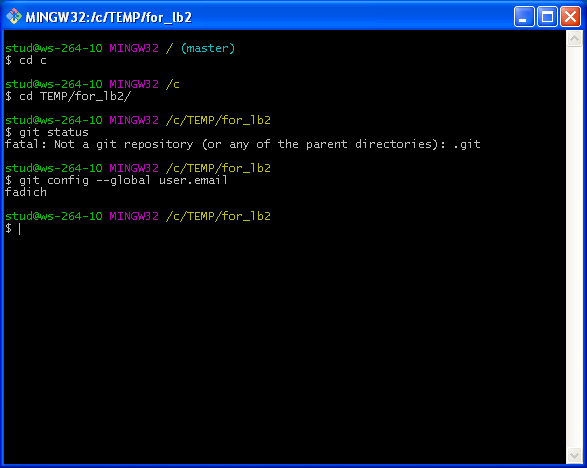 MINGW32:/c/TEMP/for_lb2
stud@ws-264-10 MINGW32 / (master)
$ cd c
stud@ws-264-10 MINGW32 /c
$ cd TEMP/for_lb2/
stud@ws-264-10 MINGW32 /c/TEMP/for_lb2
$ git status
fatal: Not a git repository (or any of the parent directories): .git
stud@ws-264-10 MINGW32 /c/TEMP/for_lb2
$ git config --global user.email
fadich
stud@ws-264-10 MINGW32 /c/TEMP/for_lb2
$